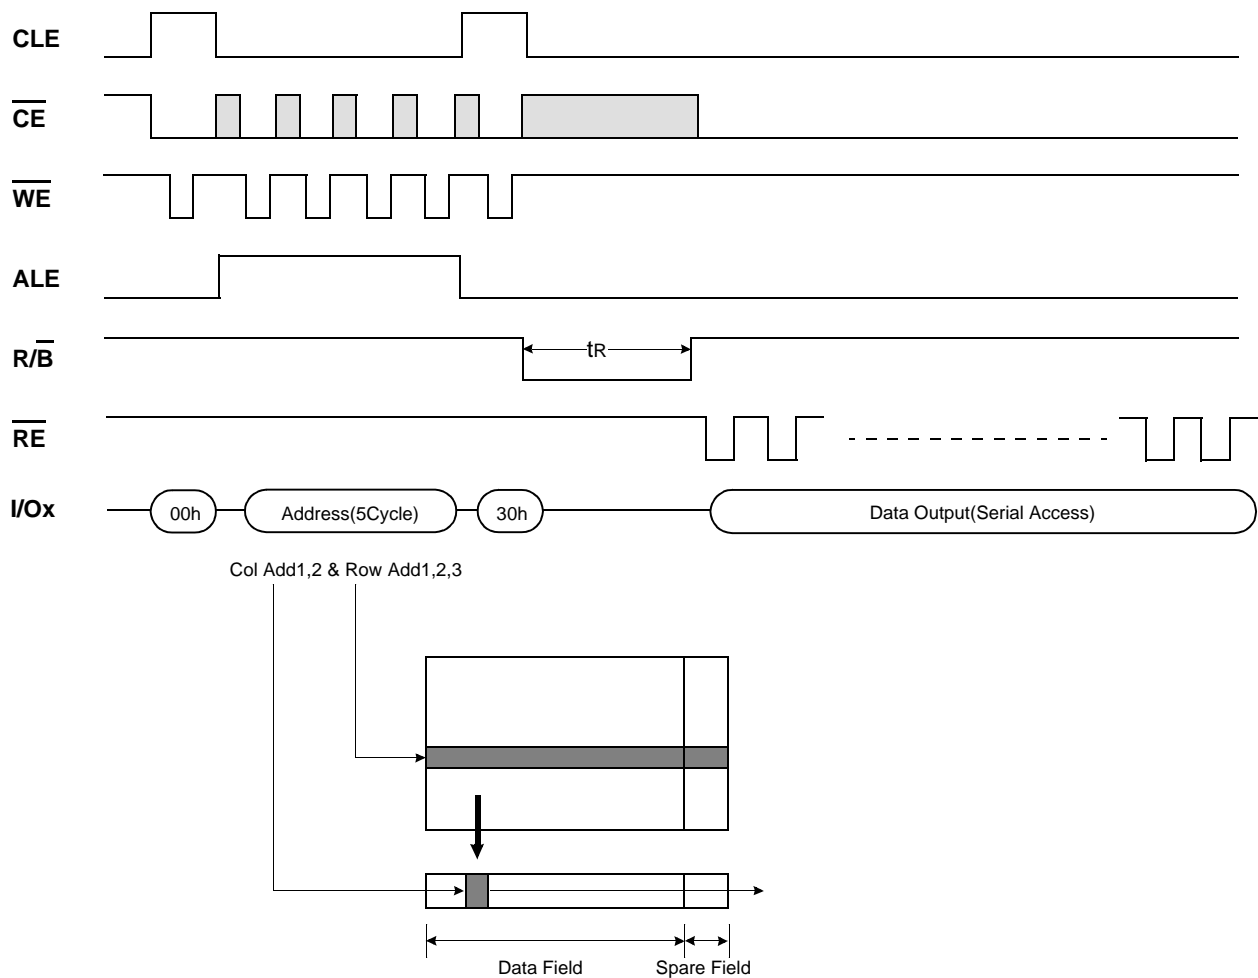 CLE
CE
WE
ALE
R/B
tR
RE
I/Ox
00h
Address(5Cycle)
30h
Data Output(Serial Access)
Col Add1,2 & Row Add1,2,3
Data Field
Spare Field